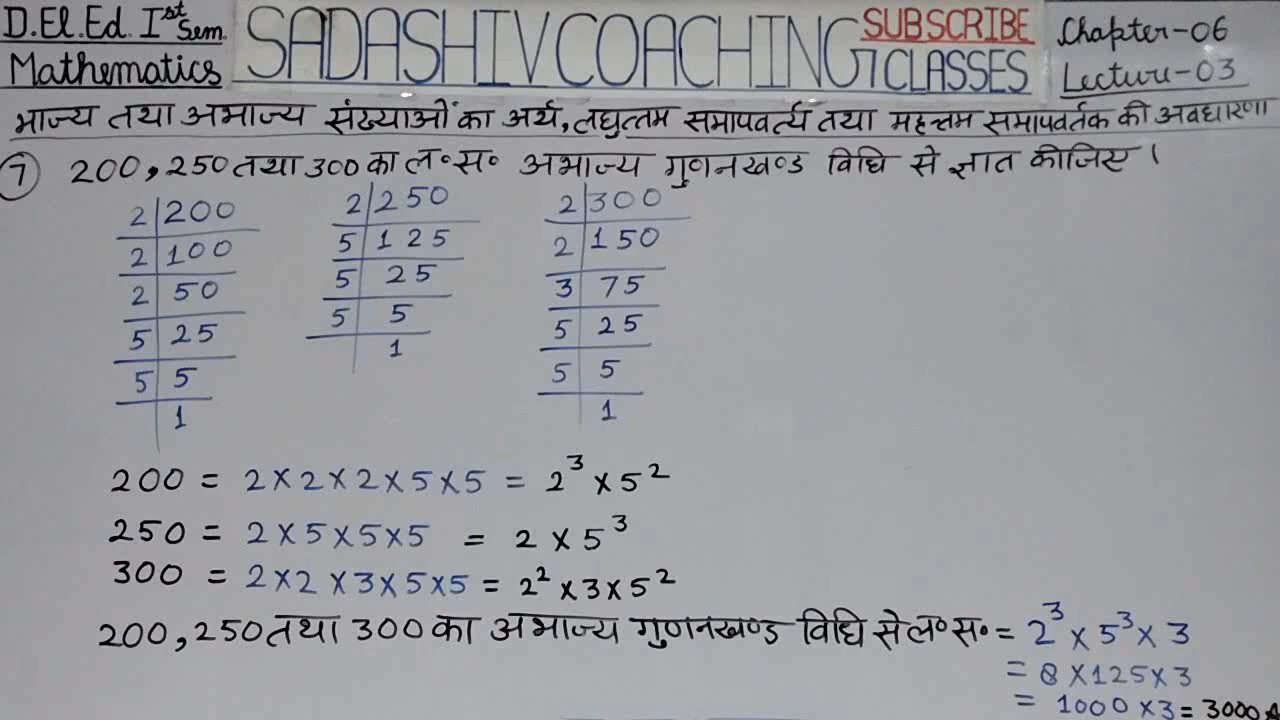 D.El.Ed. Ist Sem.
Mathematics
SADASHIV COACHING CLASSES
SUBSCRIBE
Chapter-06
Lecture-03
भाज्य तथा अभाज्य संख्याओं का अर्थ, लघुत्तम समापवर्त्य तथा महत्तम समापवर्तक की अवधारणा
7 200, 250 तथा 300 का ल॰स॰ अभाज्य गुणनखण्ड विधि से ज्ञात कीजिए।
2 | 200
2 | 100
2 | 50
5 | 25
5 | 5
1
2 | 250
5 | 125
5 | 25
5 | 5
1
2 | 300
2 | 150
3 | 75
5 | 25
5 | 5
1
200 = 2 × 2 × 2 × 5 × 5 = 2³ × 5²
250 = 2 × 5 × 5 × 5 = 2 × 5³
300 = 2 × 2 × 3 × 5 × 5 = 2² × 3 × 5²
200, 250 तथा 300 का अभाज्य गुणनखण्ड विधि से ल॰स॰ = 2³ × 5³ × 3
= 8 × 125 × 3
= 1000 × 3 = 3000